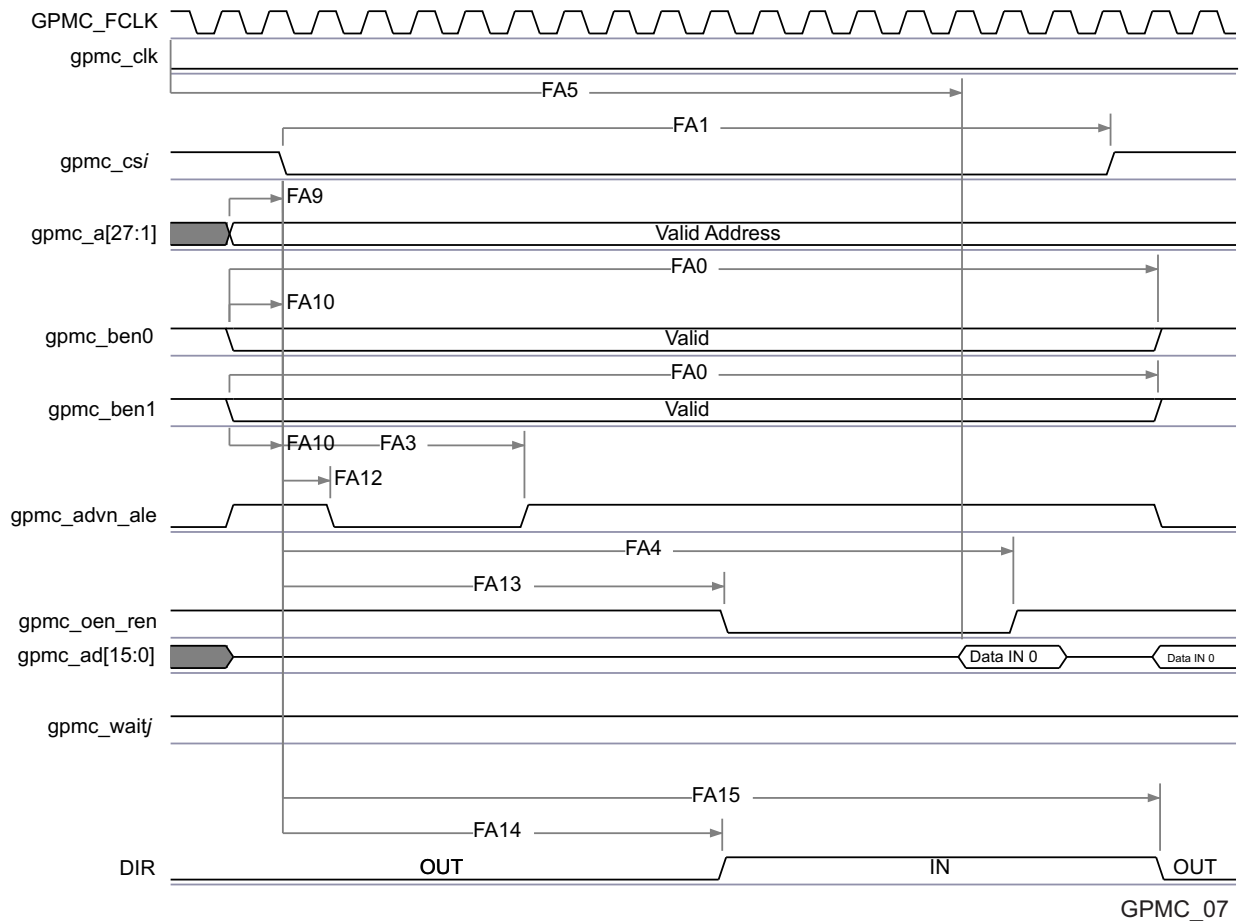 GPMC_FCLK
gpmc_clk
FA5
FA1
gpmc_csi
FA9
gpmc_a[27:1]
Valid Address
FA0
FA10
gpmc_ben0
Valid
FA0
gpmc_ben1
Valid
FA10
FA3
FA12
gpmc_advn_ale
FA4
FA13
gpmc_oen_ren
gpmc_ad[15:0]
Data IN 0
Data IN 0
gpmc_waitj
FA15
FA14
DIR
OUT
IN
OUT
GPMC_07